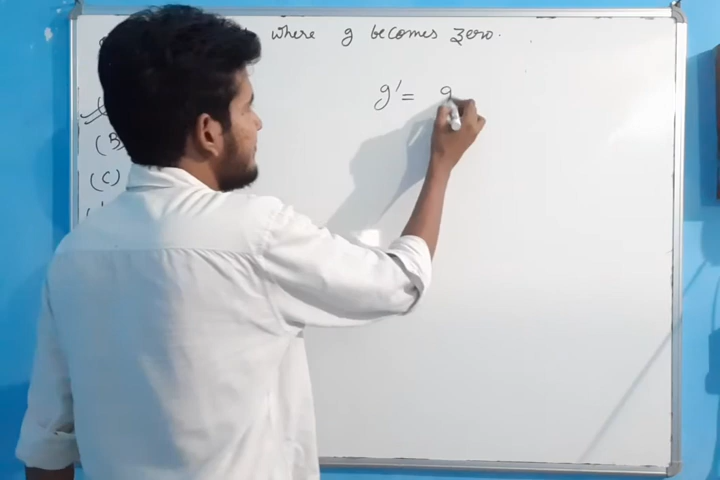 where g becomes zero.
g' = g
(B)
(C)